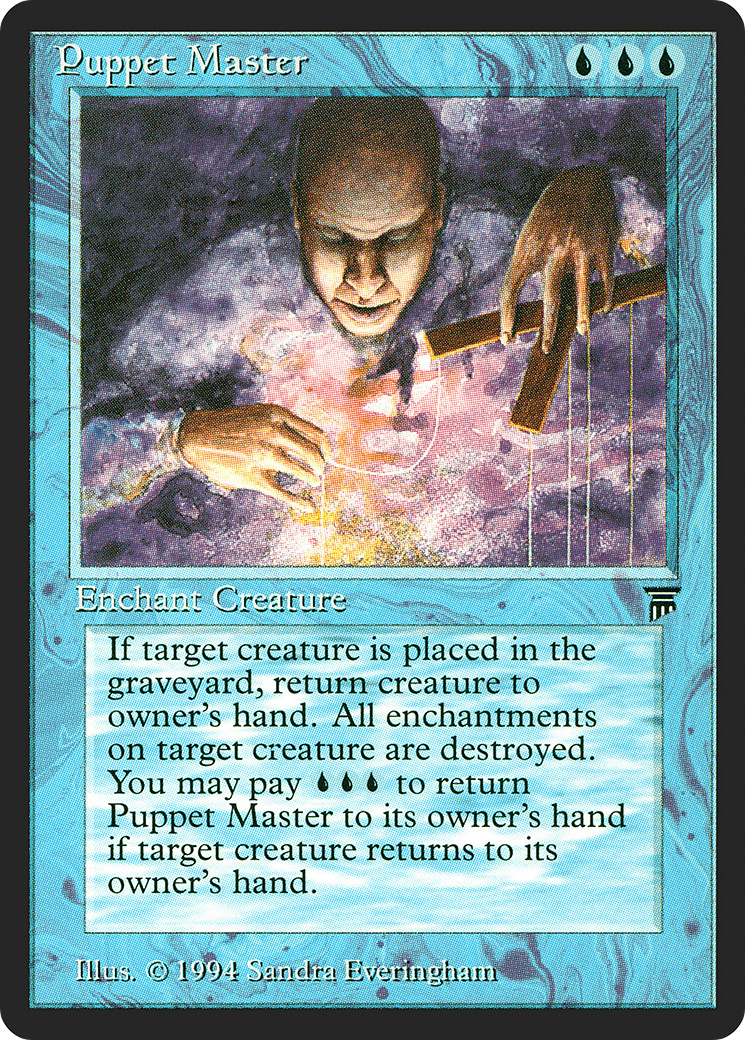 Puppet Master
Enchant Creature
If target creature is placed in the
graveyard, return creature to
owner's hand. All enchantments
on target creature are destroyed.
You may pay to return
Puppet Master to its owner's hand
if target creature returns to its
owner's hand.
Illus. © 1994 Sandra Everingham